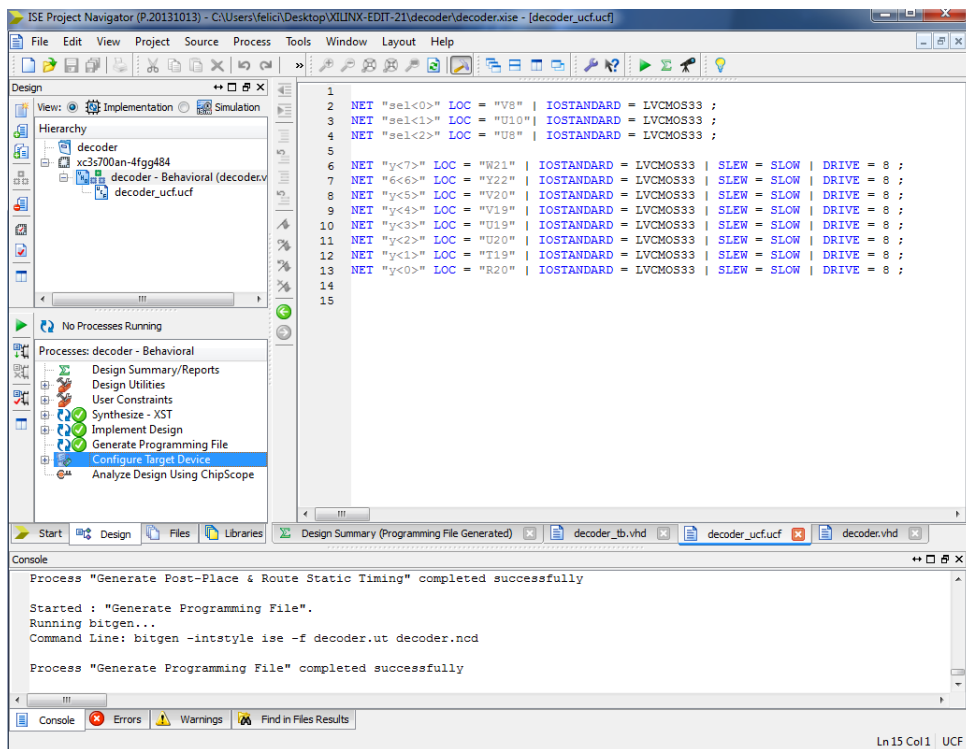 ISE Project Navigator (P.20131013) - C:\Users\felici\Desktop\XILINX-EDIT-21\decoder\decoder.xise - [decoder_ucf.ucf]
File Edit View Project Source Process Tools Window Layout Help
Design
View: Implementation Simulation
Hierarchy
decoder
xc3s700an-4fgg484
decoder - Behavioral (decoder.v
decoder_ucf.ucf
No Processes Running
Processes: decoder - Behavioral
Design Summary/Reports
Design Utilities
User Constraints
Synthesize - XST
Implement Design
Generate Programming File
Configure Target Device
Analyze Design Using ChipScope
Start Design Files Libraries
1
2 NET "sel<0>" LOC = "V8" | IOSTANDARD = LVCMOS33 ;
3 NET "sel<1>" LOC = "U10"| IOSTANDARD = LVCMOS33 ;
4 NET "sel<2>" LOC = "U8" | IOSTANDARD = LVCMOS33 ;
5
6 NET "y<7>" LOC = "W21" | IOSTANDARD = LVCMOS33 | SLEW = SLOW | DRIVE = 8 ;
7 NET "6<6>" LOC = "Y22" | IOSTANDARD = LVCMOS33 | SLEW = SLOW | DRIVE = 8 ;
8 NET "y<5>" LOC = "V20" | IOSTANDARD = LVCMOS33 | SLEW = SLOW | DRIVE = 8 ;
9 NET "y<4>" LOC = "V19" | IOSTANDARD = LVCMOS33 | SLEW = SLOW | DRIVE = 8 ;
10 NET "y<3>" LOC = "U19" | IOSTANDARD = LVCMOS33 | SLEW = SLOW | DRIVE = 8 ;
11 NET "y<2>" LOC = "U20" | IOSTANDARD = LVCMOS33 | SLEW = SLOW | DRIVE = 8 ;
12 NET "y<1>" LOC = "T19" | IOSTANDARD = LVCMOS33 | SLEW = SLOW | DRIVE = 8 ;
13 NET "y<0>" LOC = "R20" | IOSTANDARD = LVCMOS33 | SLEW = SLOW | DRIVE = 8 ;
14
15
Design Summary (Programming File Generated) decoder_tb.vhd decoder_ucf.ucf decoder.vhd
Console
Process "Generate Post-Place & Route Static Timing" completed successfully
Started : "Generate Programming File".
Running bitgen...
Command Line: bitgen -intstyle ise -f decoder.ut decoder.ncd
Process "Generate Programming File" completed successfully
Console Errors Warnings Find in Files Results
Ln 15 Col 1 UCF